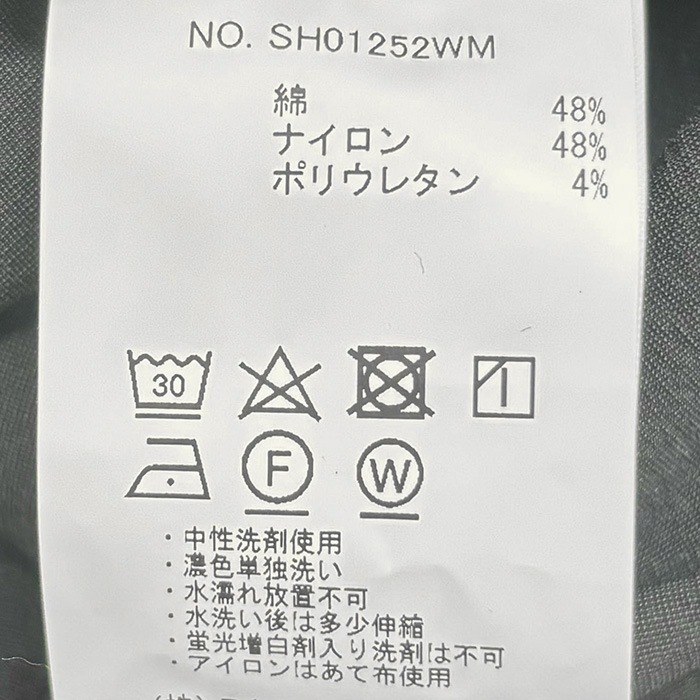 NO. SH01252WM
綿 48%
ナイロン 48%
ポリウレタン 4%
30
F W
・中性洗剤使用
・濃色単独洗い
・水濡れ放置不可
・水洗い後は多少伸縮
・蛍光増白剤入り洗剤は不可
・アイロンはあて布使用